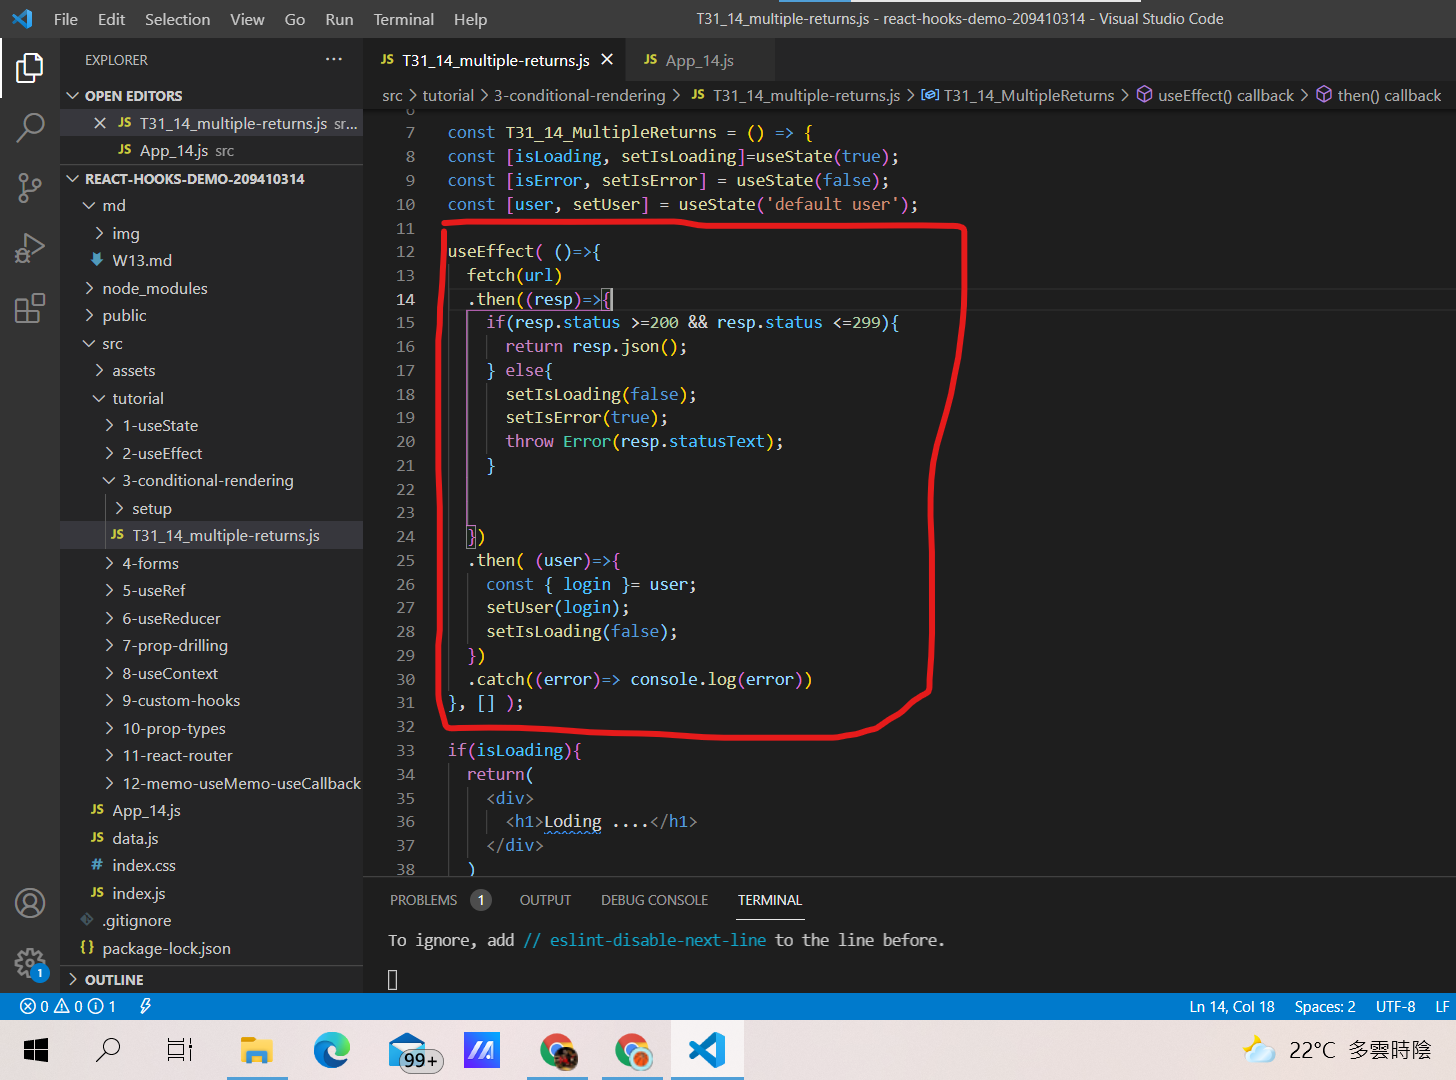 File Edit Selection View Go Run Terminal Help
T31_14_multiple-returns.js - react-hooks-demo-209410314 - Visual Studio Code
EXPLORER
OPEN EDITORS
JS T31_14_multiple-returns.js sr...
JS App_14.js src
REACT-HOOKS-DEMO-209410314
md
img
W13.md
node_modules
public
src
assets
tutorial
1-useState
2-useEffect
3-conditional-rendering
setup
JS T31_14_multiple-returns.js
4-forms
5-useRef
6-useReducer
7-prop-drilling
8-useContext
9-custom-hooks
10-prop-types
11-react-router
12-memo-useMemo-useCallback
JS App_14.js
JS data.js
# index.css
JS index.js
.gitignore
{} package-lock.json
OUTLINE
JS T31_14_multiple-returns.js
JS App_14.js
src > tutorial > 3-conditional-rendering > JS T31_14_multiple-returns.js > T31_14_MultipleReturns > useEffect() callback > then() callback
6
7 const T31_14_MultipleReturns = () => {
8 const [isLoading, setIsLoading]=useState(true);
9 const [isError, setIsError] = useState(false);
10 const [user, setUser] = useState('default user');
11
12 useEffect( ()=>{
13 fetch(url)
14 .then((resp)=>{
15 if(resp.status >=200 && resp.status <=299){
16 return resp.json();
17 } else{
18 setIsLoading(false);
19 setIsError(true);
20 throw Error(resp.statusText);
21 }
22
23
24 })
25 .then( (user)=>{
26 const { login }= user;
27 setUser(login);
28 setIsLoading(false);
29 })
30 .catch((error)=> console.log(error))
31 }, [] );
32
33 if(isLoading){
34 return(
35 <div>
36 <h1>Loding ....</h1>
37 </div>
38 )
PROBLEMS 1 OUTPUT DEBUG CONSOLE TERMINAL
To ignore, add // eslint-disable-next-line to the line before.
1
0 0 1
Ln 14, Col 18 Spaces: 2 UTF-8 LF
99+
22°C 多雲時陰